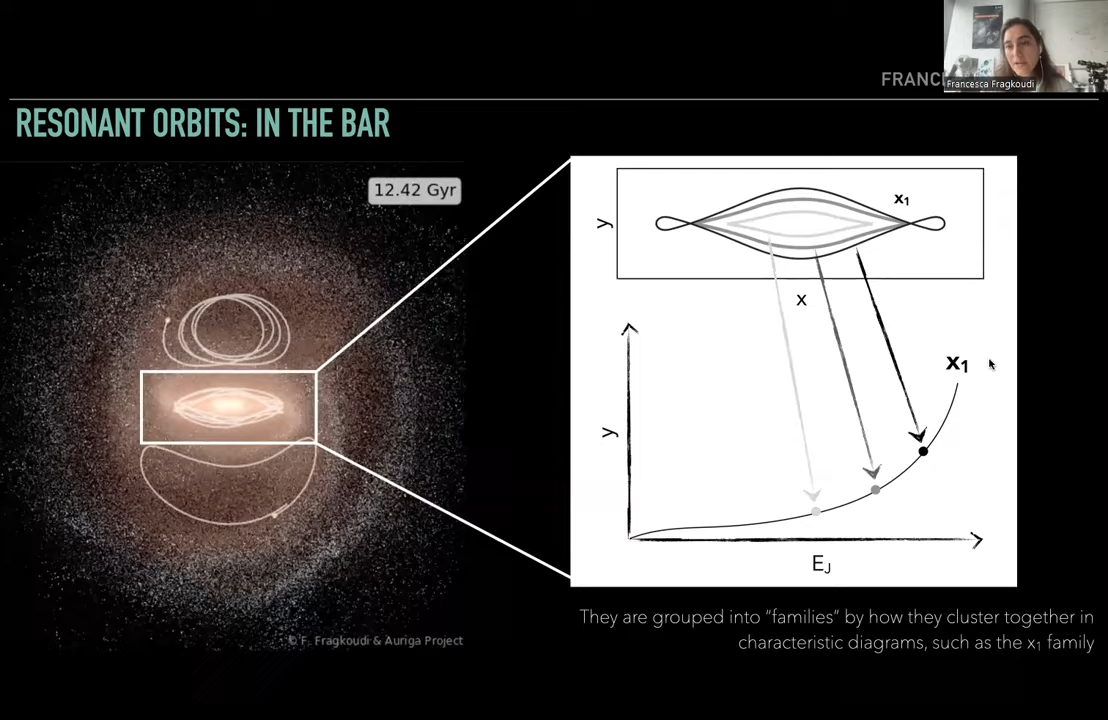 FRANC
Francesca Fragkoudi
RESONANT ORBITS: IN THE BAR
12.42 Gyr
x₁
y
x
x₁
y
E_J
© F. Fragkoudi & Auriga Project
They are grouped into “families” by how they cluster together in
characteristic diagrams, such as the x₁ family